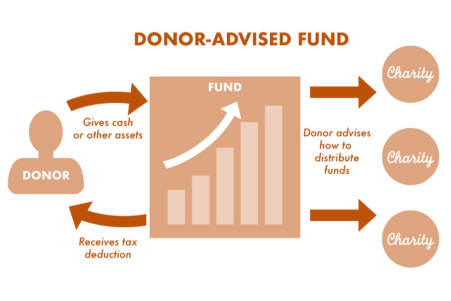 DONOR-ADVISED FUND
FUND
Charity
Gives cash
or other assets
Donor advises
how to
distribute
funds
Charity
DONOR
Receives tax
deduction
Charity